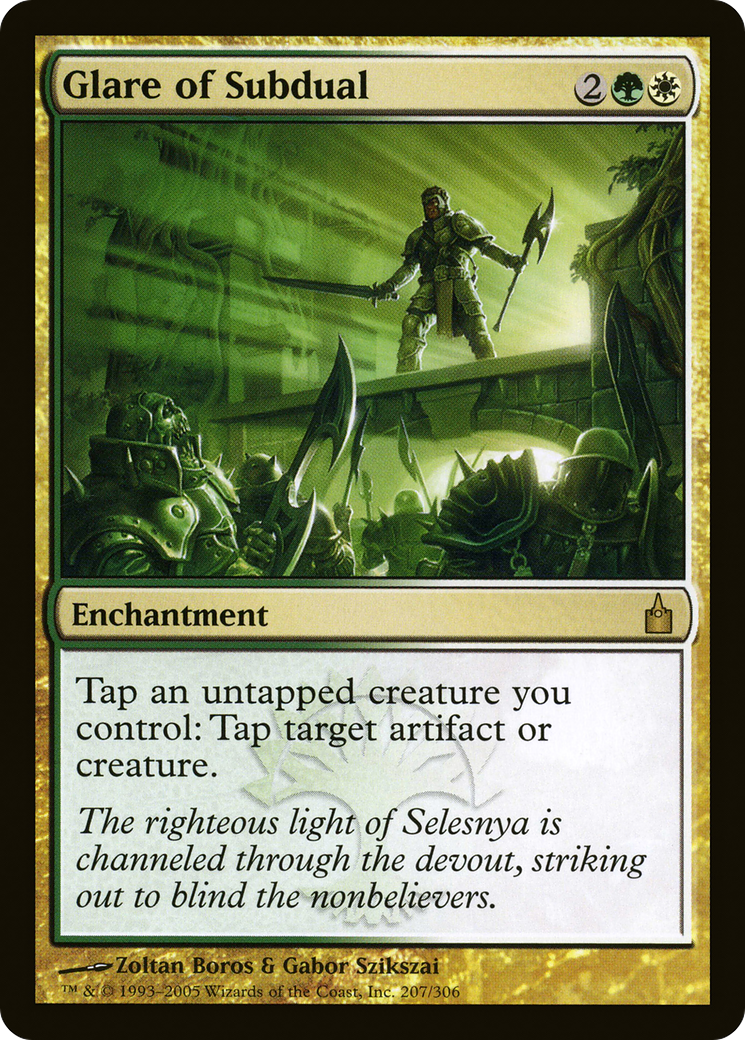 Glare of Subdual 2
Enchantment
Tap an untapped creature you
control: Tap target artifact or
creature.
The righteous light of Selesnya is
channeled through the devout, striking
out to blind the nonbelievers.
Zoltan Boros & Gabor Szikszai
™ & © 1993–2005 Wizards of the Coast, Inc. 207/306